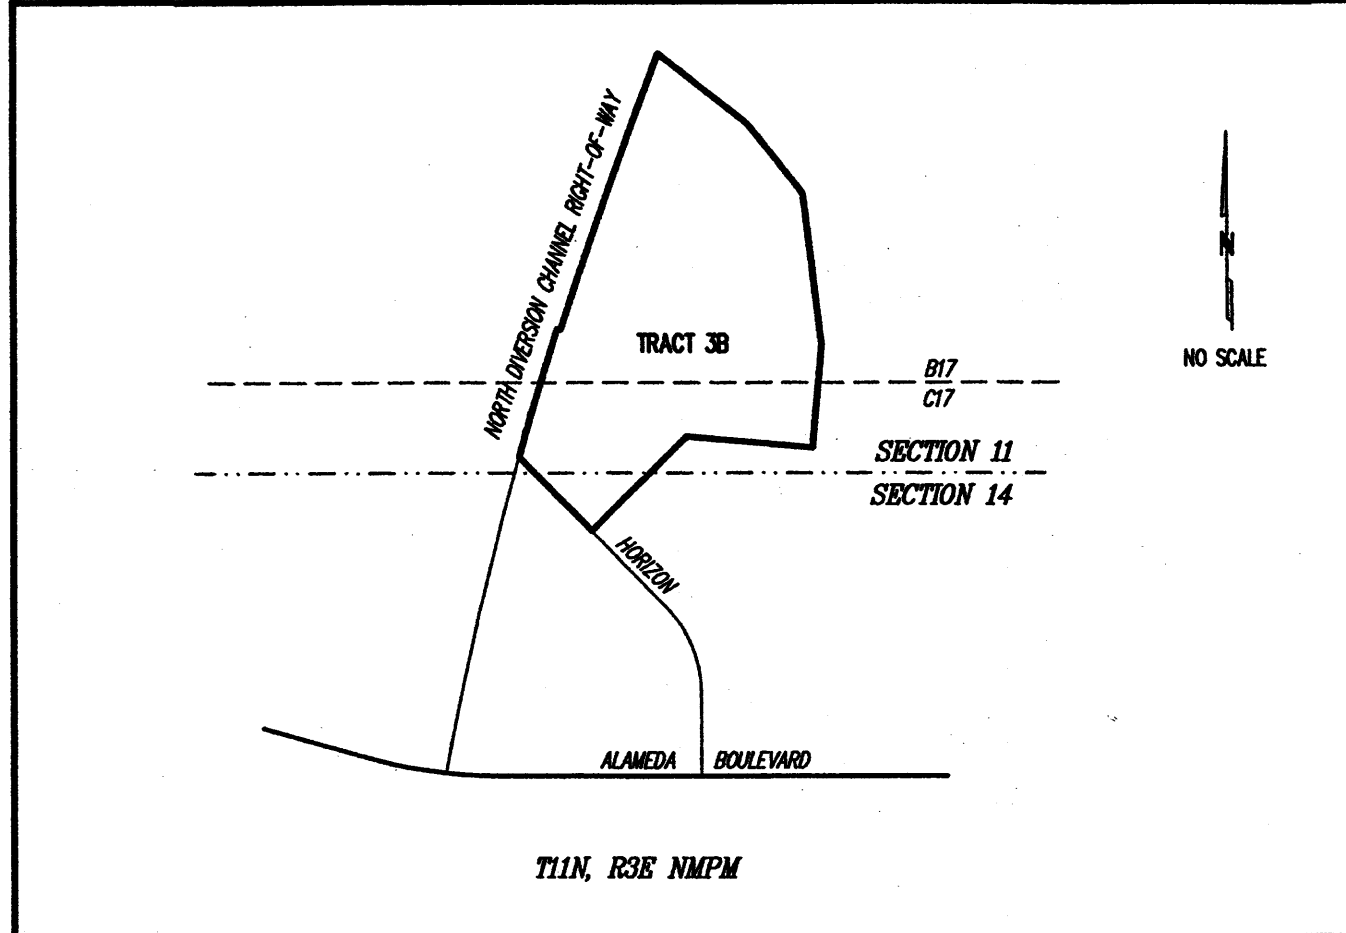 NORTH DIVERSION CHANNEL RIGHT-OF-WAY
N
TRACT 3B
NO SCALE
B17
C17
SECTION 11
SECTION 14
HORIZON
ALAMEDA BOULEVARD
T11N, R3E NMPM